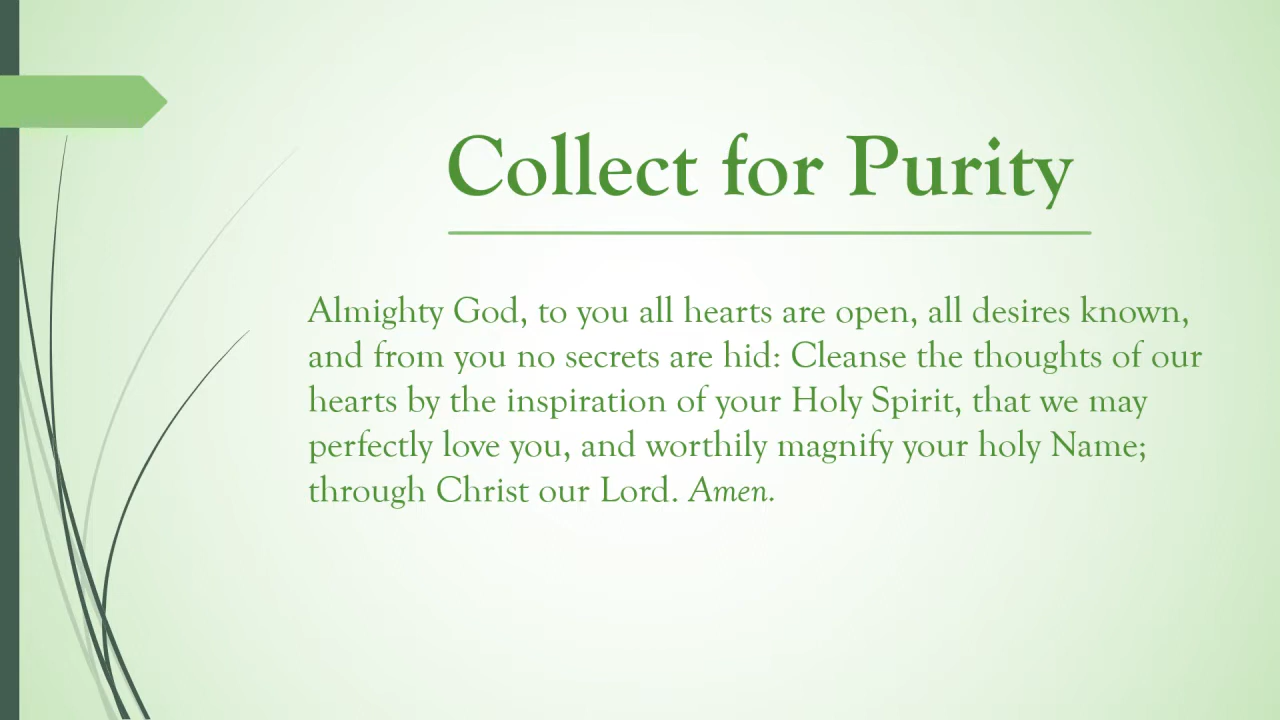 Collect for Purity
Almighty God, to you all hearts are open, all desires known,
and from you no secrets are hid: Cleanse the thoughts of our
hearts by the inspiration of your Holy Spirit, that we may
perfectly love you, and worthily magnify your holy Name;
through Christ our Lord. Amen.